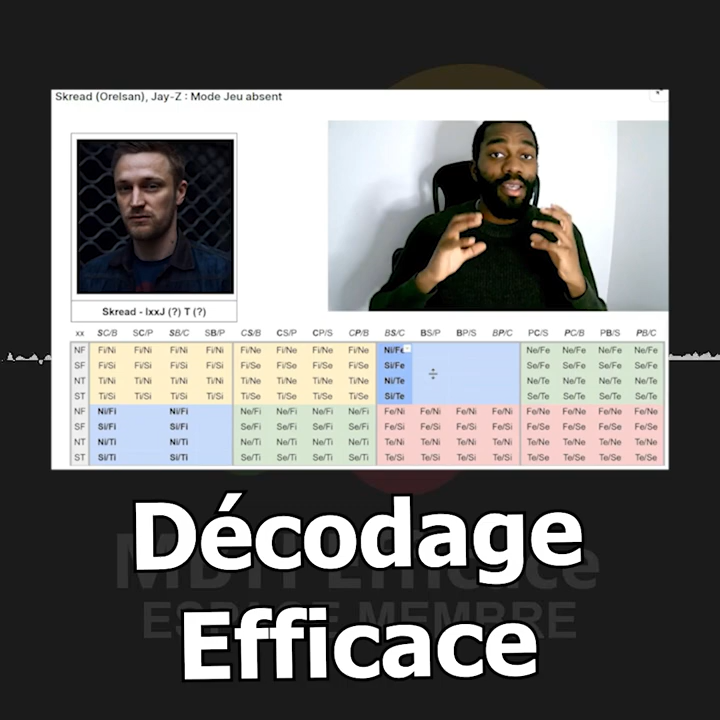 Skread (Orelsan), Jay-Z : Mode Jeu absent
Skread - IxxJ (?) T (?)
xx SC/B SC/P SB/C SB/P CS/B CS/P CP/S CP/B BS/C BS/P BP/S BP/C PC/S PC/B PB/S PB/C
NF Fi/Ni Fi/Ni Fi/Ni Fi/Ni Fi/Ne Fi/Ne Fi/Ne Fi/Ne Ni/Fe Ne/Fe Ne/Fe Ne/Fe Ne/Fe
SF Fi/Si Fi/Si Fi/Si Fi/Si Fi/Se Fi/Se Fi/Se Fi/Se Si/Fe Se/Fe Se/Fe Se/Fe Se/Fe
NT Ti/Ni Ti/Ni Ti/Ni Ti/Ni Ti/Ne Ti/Ne Ti/Ne Ti/Ne Ni/Te Ne/Te Ne/Te Ne/Te Ne/Te
ST Ti/Si Ti/Si Ti/Si Ti/Si Ti/Se Ti/Se Ti/Se Ti/Se Si/Te Se/Te Se/Te Se/Te Se/Te
NF Ni/Fi Ni/Fi Ne/Fi Ne/Fi Ne/Fi Ne/Fi Fe/Ni Fe/Ni Fe/Ni Fe/Ni Fe/Ne Fe/Ne Fe/Ne Fe/Ne
SF Si/Fi Si/Fi Se/Fi Se/Fi Se/Fi Se/Fi Fe/Si Fe/Si Fe/Si Fe/Si Fe/Se Fe/Se Fe/Se Fe/Se
NT Ni/Ti Ni/Ti Ne/Ti Ne/Ti Ne/Ti Ne/Ti Te/Ni Te/Ni Te/Ni Te/Ni Te/Ne Te/Ne Te/Ne Te/Ne
ST Si/Ti Si/Ti Se/Ti Se/Ti Se/Ti Se/Ti Te/Si Te/Si Te/Si Te/Si Te/Se Te/Se Te/Se Te/Se
Décodage
MBTI Efficace
ESPACE MEMBRE
Efficace